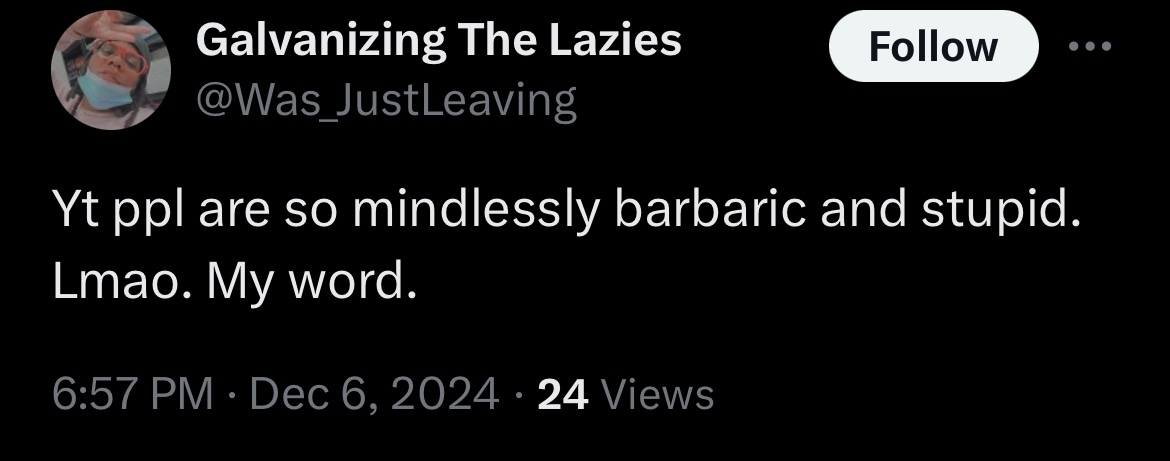 Galvanizing The Lazies
Follow
@Was_JustLeaving
Yt ppl are so mindlessly barbaric and stupid.
Lmao. My word.
6:57 PM · Dec 6, 2024 · 24 Views